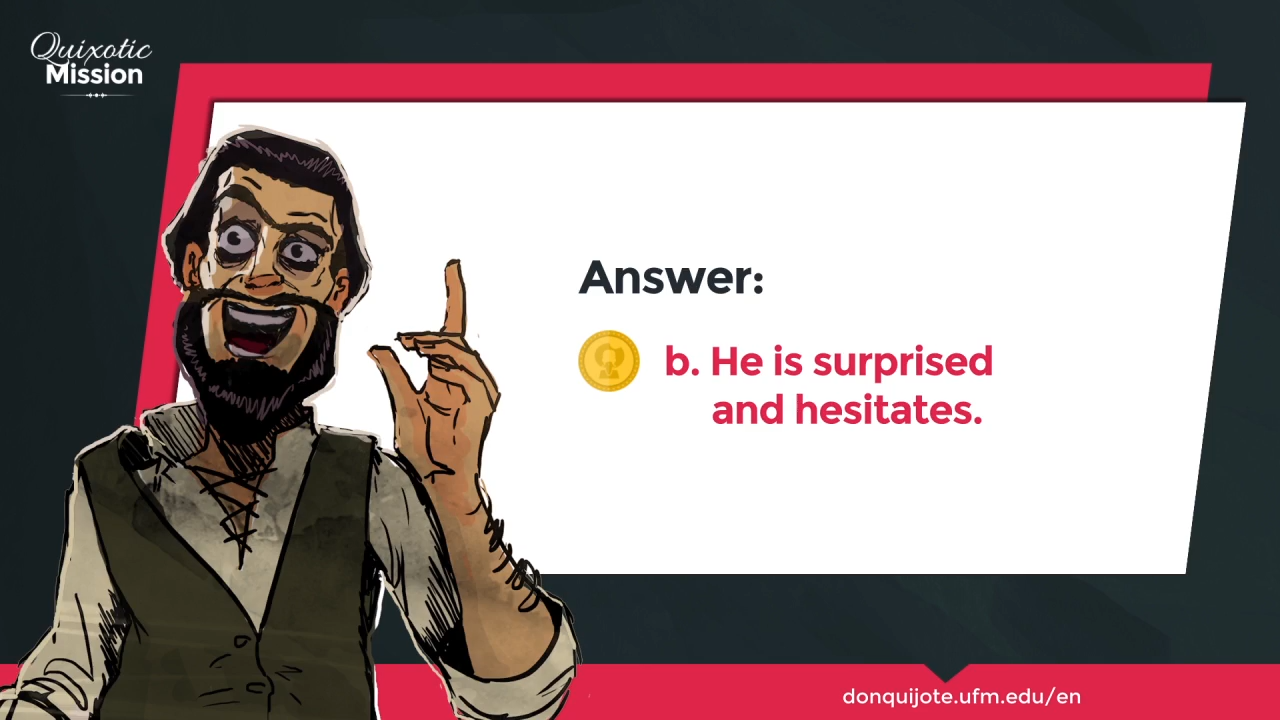 Quixotic
Mission
Answer:
b. He is surprised
and hesitates.
donquijote.ufm.edu/en